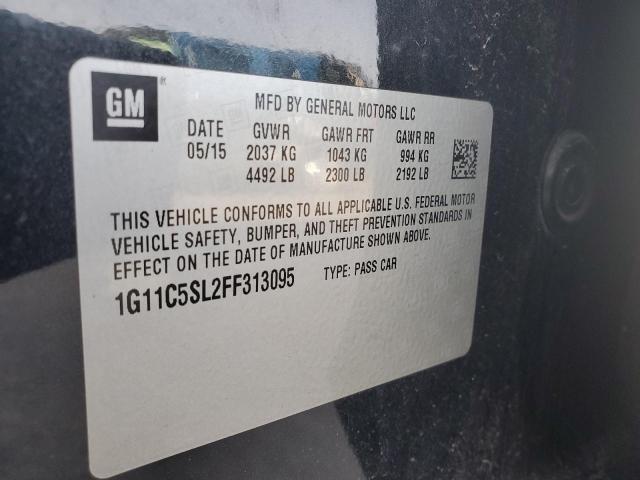 GM
MFD BY GENERAL MOTORS LLC
DATE GVWR GAWR FRT GAWR RR
05/15 2037 KG 1043 KG 994 KG
4492 LB 2300 LB 2192 LB
THIS VEHICLE CONFORMS TO ALL APPLICABLE U.S. FEDERAL MOTOR
VEHICLE SAFETY, BUMPER, AND THEFT PREVENTION STANDARDS IN
EFFECT ON THE DATE OF MANUFACTURE SHOWN ABOVE.
1G11C5SL2FF313095 TYPE: PASS CAR